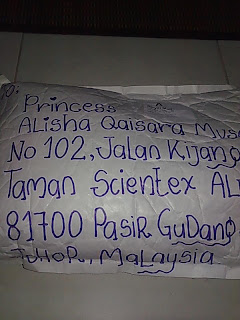 Princess
ALisha Qaisara
No 102, Jalan Kijang
Taman Scientex
81700 Pasir Gudang
Johor, Malaysia